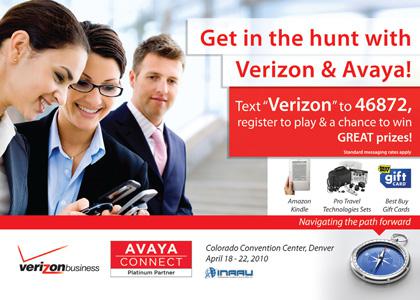 Get in the hunt with
Verizon & Avaya!
Text "Verizon" to 46872,
register to play & a chance to win
GREAT prizes!
Standard messaging rates apply
BEST BUY
gift
CARD
Amazon
Kindle
Pro Travel
Technologies Sets
Best Buy
Gift Cards
Navigating the path forward
verizonbusiness
AVAYA
CONNECT
Platinum Partner
Colorado Convention Center, Denver
April 18 - 22, 2010
INAAU